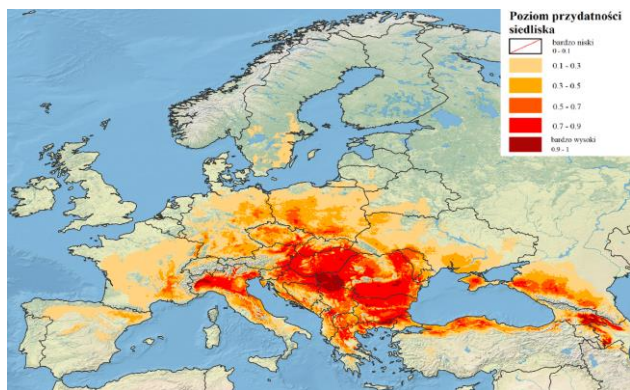 Poziom przydatności
siedliska
bardzo niski
0 - 0.1
0.1 - 0.3
0.3 - 0.5
0.5 - 0.7
0.7 - 0.9
bardzo wysoki
0.9 - 1